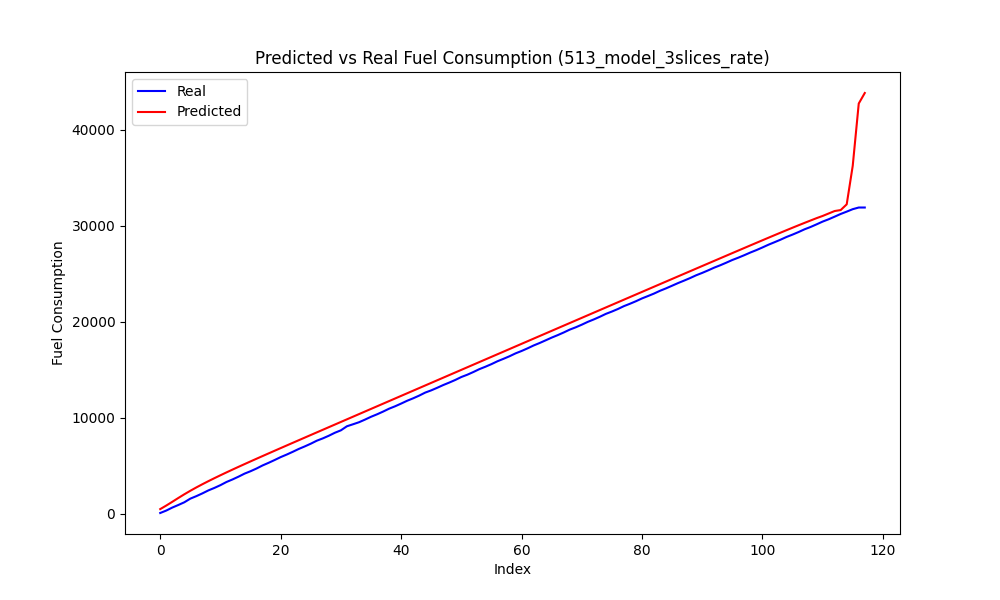 Predicted vs Real Fuel Consumption (513_model_3slices_rate)
Real
Predicted
40000
30000
20000
10000
0
Fuel Consumption
0 20 40 60 80 100 120
Index